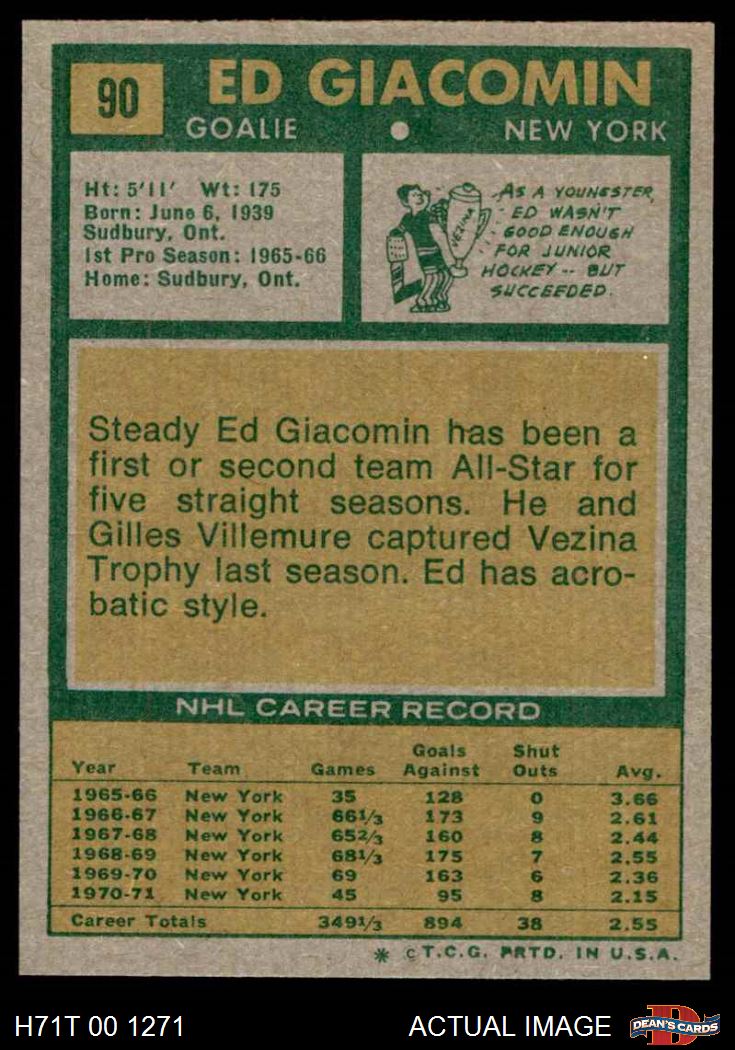 90
ED GIACOMIN
GOALIE • NEW YORK
Ht: 5'11' Wt: 175
Born: June 6, 1939
Sudbury, Ont.
1st Pro Season: 1965-66
Home: Sudbury, Ont.
VEZINA
AS A YOUNGSTER,
ED WASN'T
GOOD ENOUGH
FOR JUNIOR
HOCKEY -- BUT
SUCCEEDED.
Steady Ed Giacomin has been a
first or second team All-Star for
five straight seasons. He and
Gilles Villemure captured Vezina
Trophy last season. Ed has acro-
batic style.
NHL CAREER RECORD
Goals Shut
Year Team Games Against Outs Avg.
1965-66 New York 35 128 0 3.66
1966-67 New York 661/3 173 9 2.61
1967-68 New York 652/3 160 8 2.44
1968-69 New York 681/3 175 7 2.55
1969-70 New York 69 163 6 2.36
1970-71 New York 45 95 8 2.15
Career Totals 3491/3 894 38 2.55
* © T.C.G. PRTD. IN U.S.A.
H71T 00 1271 ACTUAL IMAGE
D
DEAN'S CARDS